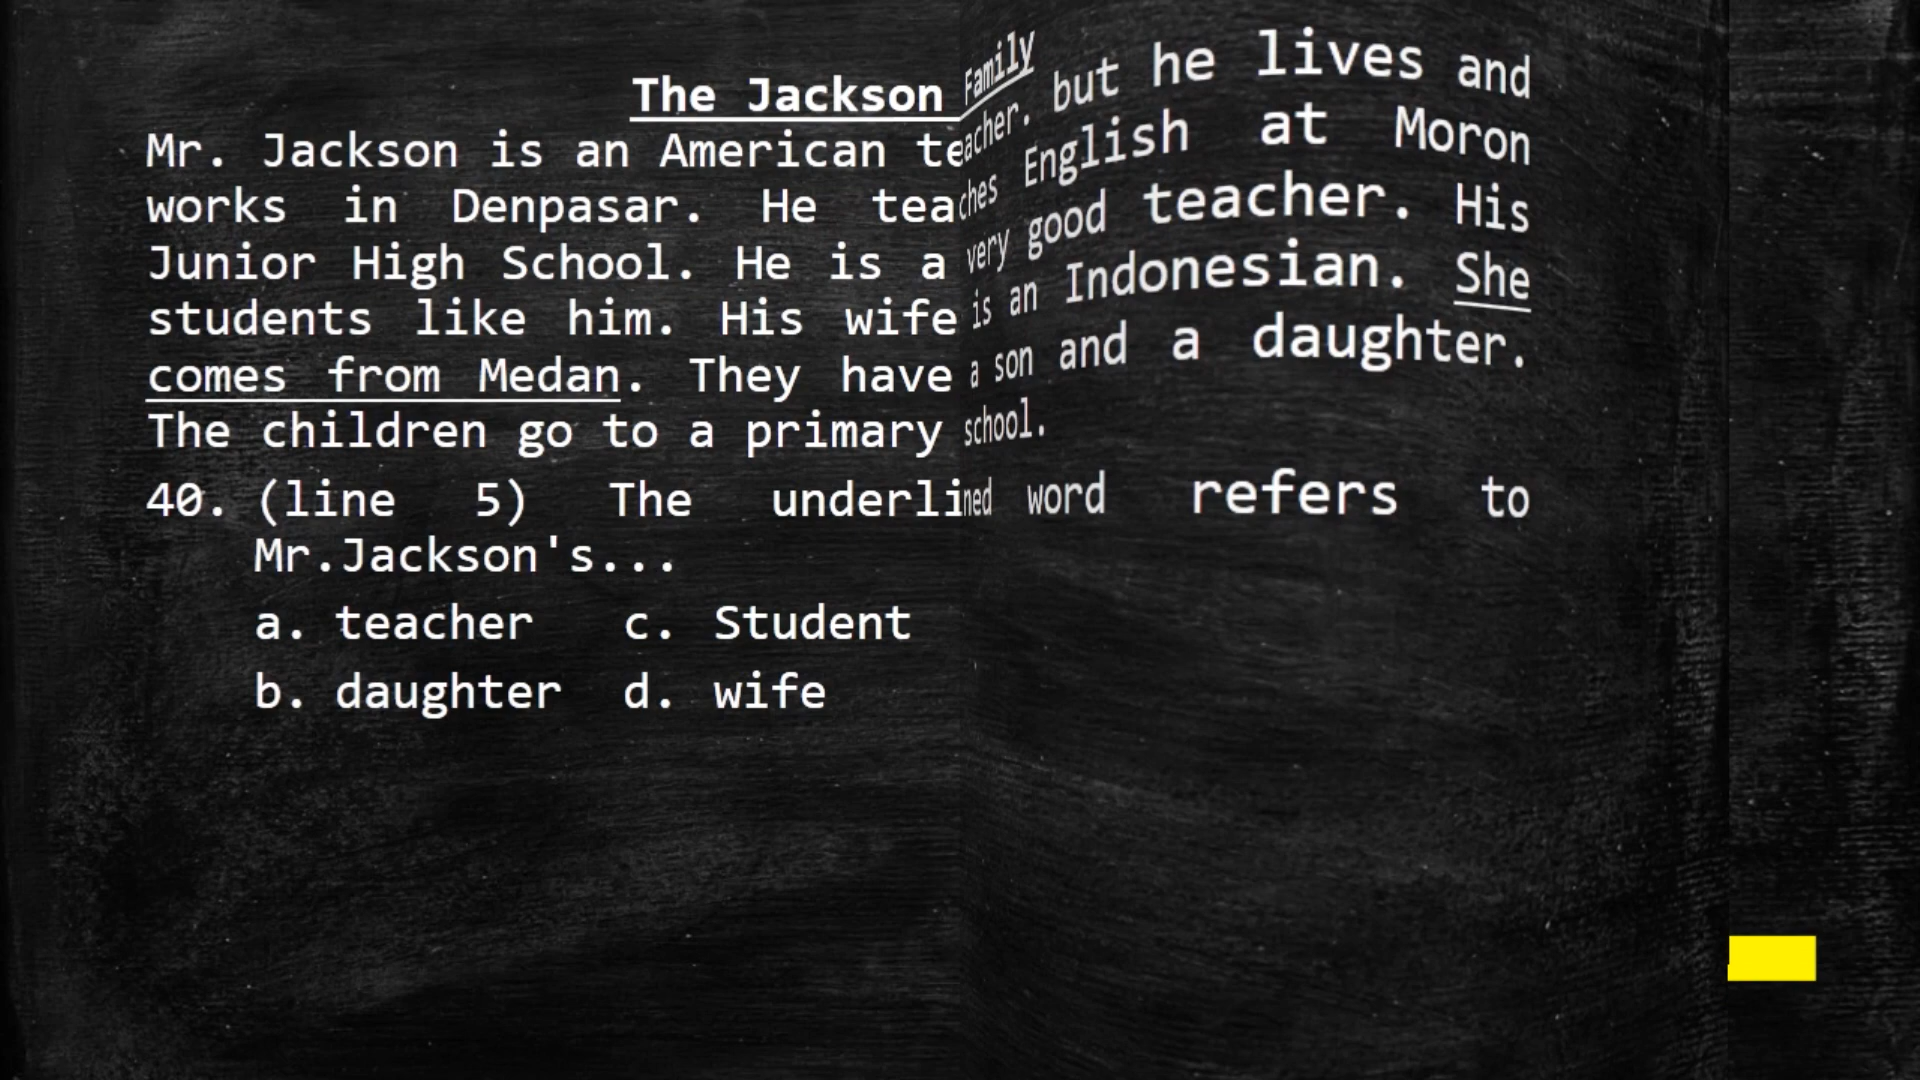 The Jackson Family
Mr. Jackson is an American teacher. but he lives and
works in Denpasar. He teaches English at Moron
Junior High School. He is a very good teacher. His
students like him. His wife is an Indonesian. She
comes from Medan. They have a son and a daughter.
The children go to a primary school.
40. (line 5) The underlined word refers to
Mr.Jackson's...
a. teacher c. Student
b. daughter d. wife